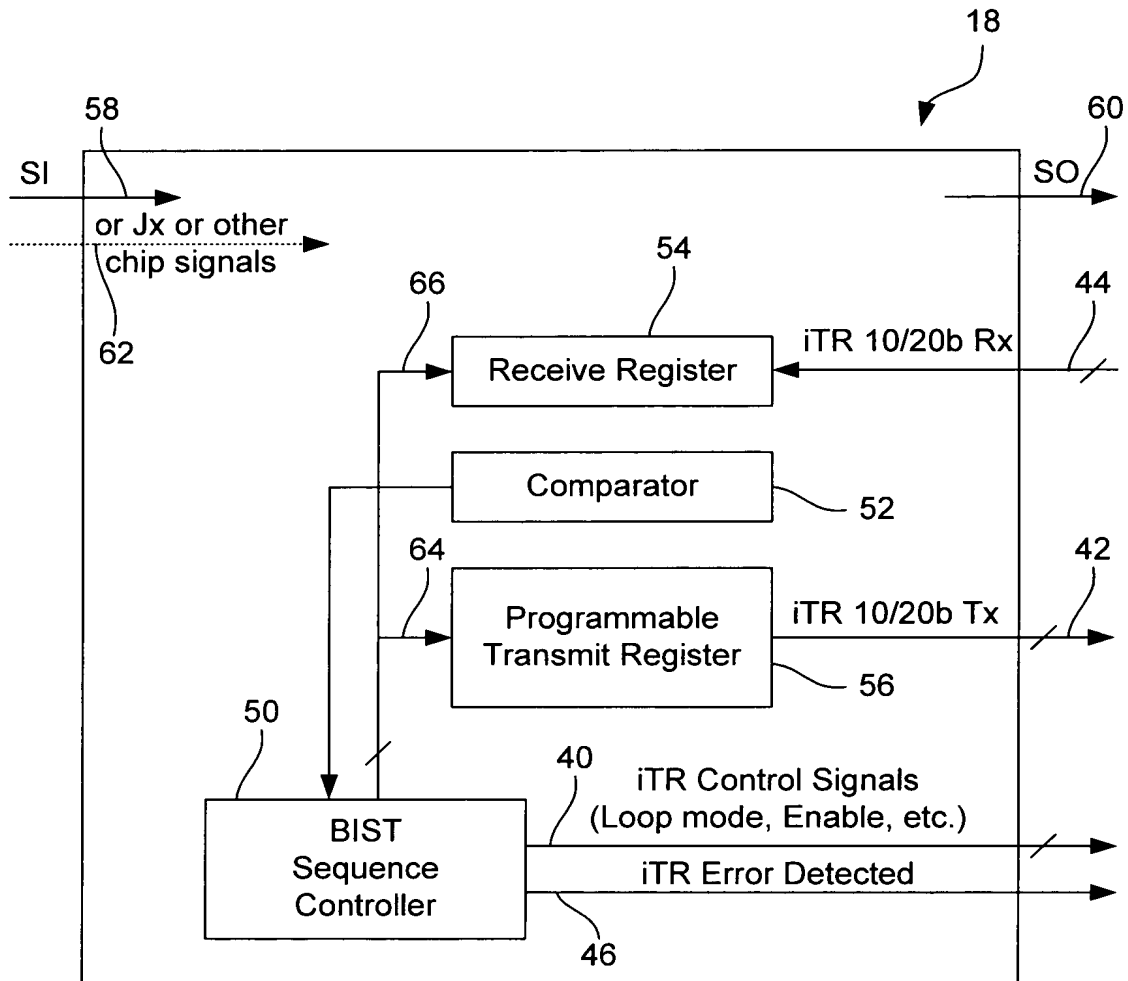 18
58
60
SI
SO
or Jx or other
chip signals
62
54
44
66
iTR 10/20b Rx
Receive Register
Comparator
52
64
42
Programmable
Transmit Register
iTR 10/20b Tx
56
50
40
iTR Control Signals
(Loop mode, Enable, etc.)
BIST
Sequence
Controller
iTR Error Detected
46